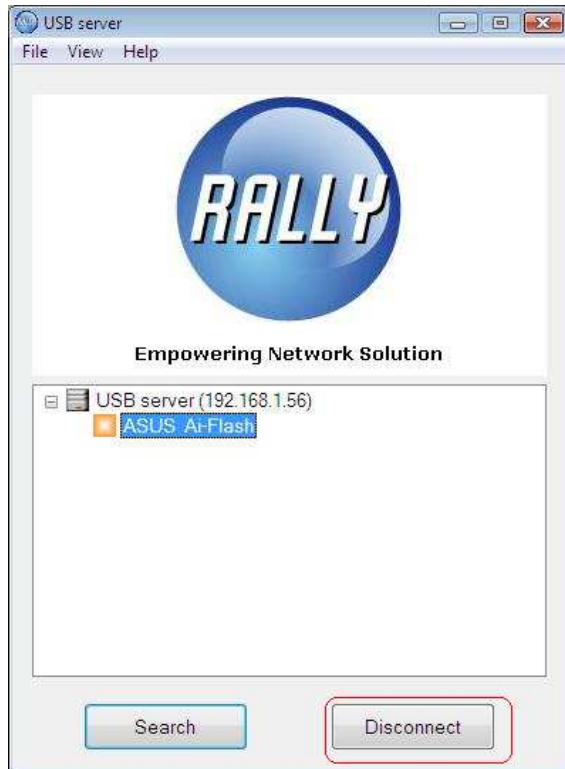 USB server
File View Help
RALLY
Empowering Network Solution
USB server (192.168.1.56)
ASUS Ai-Flash
Search Disconnect